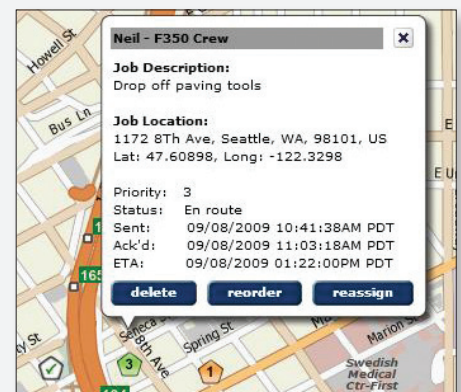 Neil - F350 Crew
Job Description:
Drop off paving tools
Job Location:
1172 8Th Ave, Seattle, WA, 98101, US
Lat: 47.60898, Long: -122.3298
Priority: 3
Status: En route
Sent: 09/08/2009 10:41:38AM PDT
Ack'd: 09/08/2009 11:03:18AM PDT
ETA: 09/08/2009 01:22:00PM PDT
delete reorder reassign
Howell St
Bus Ln
165
Seneca St
8th Ave
Spring St
Marion St
3
1
Swedish
Medical
Ctr-First